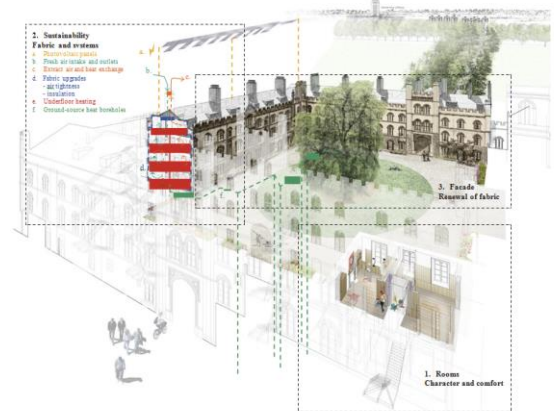 2. Sustainability
Fabric and systems
a. Photovoltaic panels
b. Fresh air intake and outlets
c. Extract air and heat exchange
d. Fabric upgrades
- air tightness
- insulation
e. Underfloor heating
f. Ground-source heat boreholes
a.
b.
c.
d.
3. Facade
Renewal of fabric
1. Rooms
Character and comfort